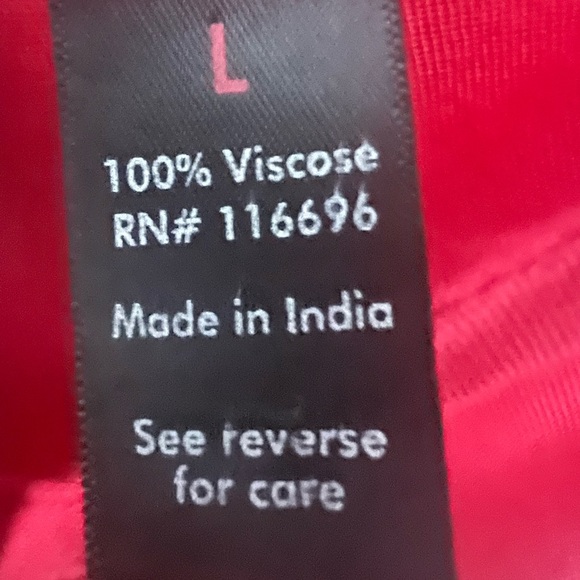 L
100% Viscose
RN# 116696
Made in India
See reverse
for care